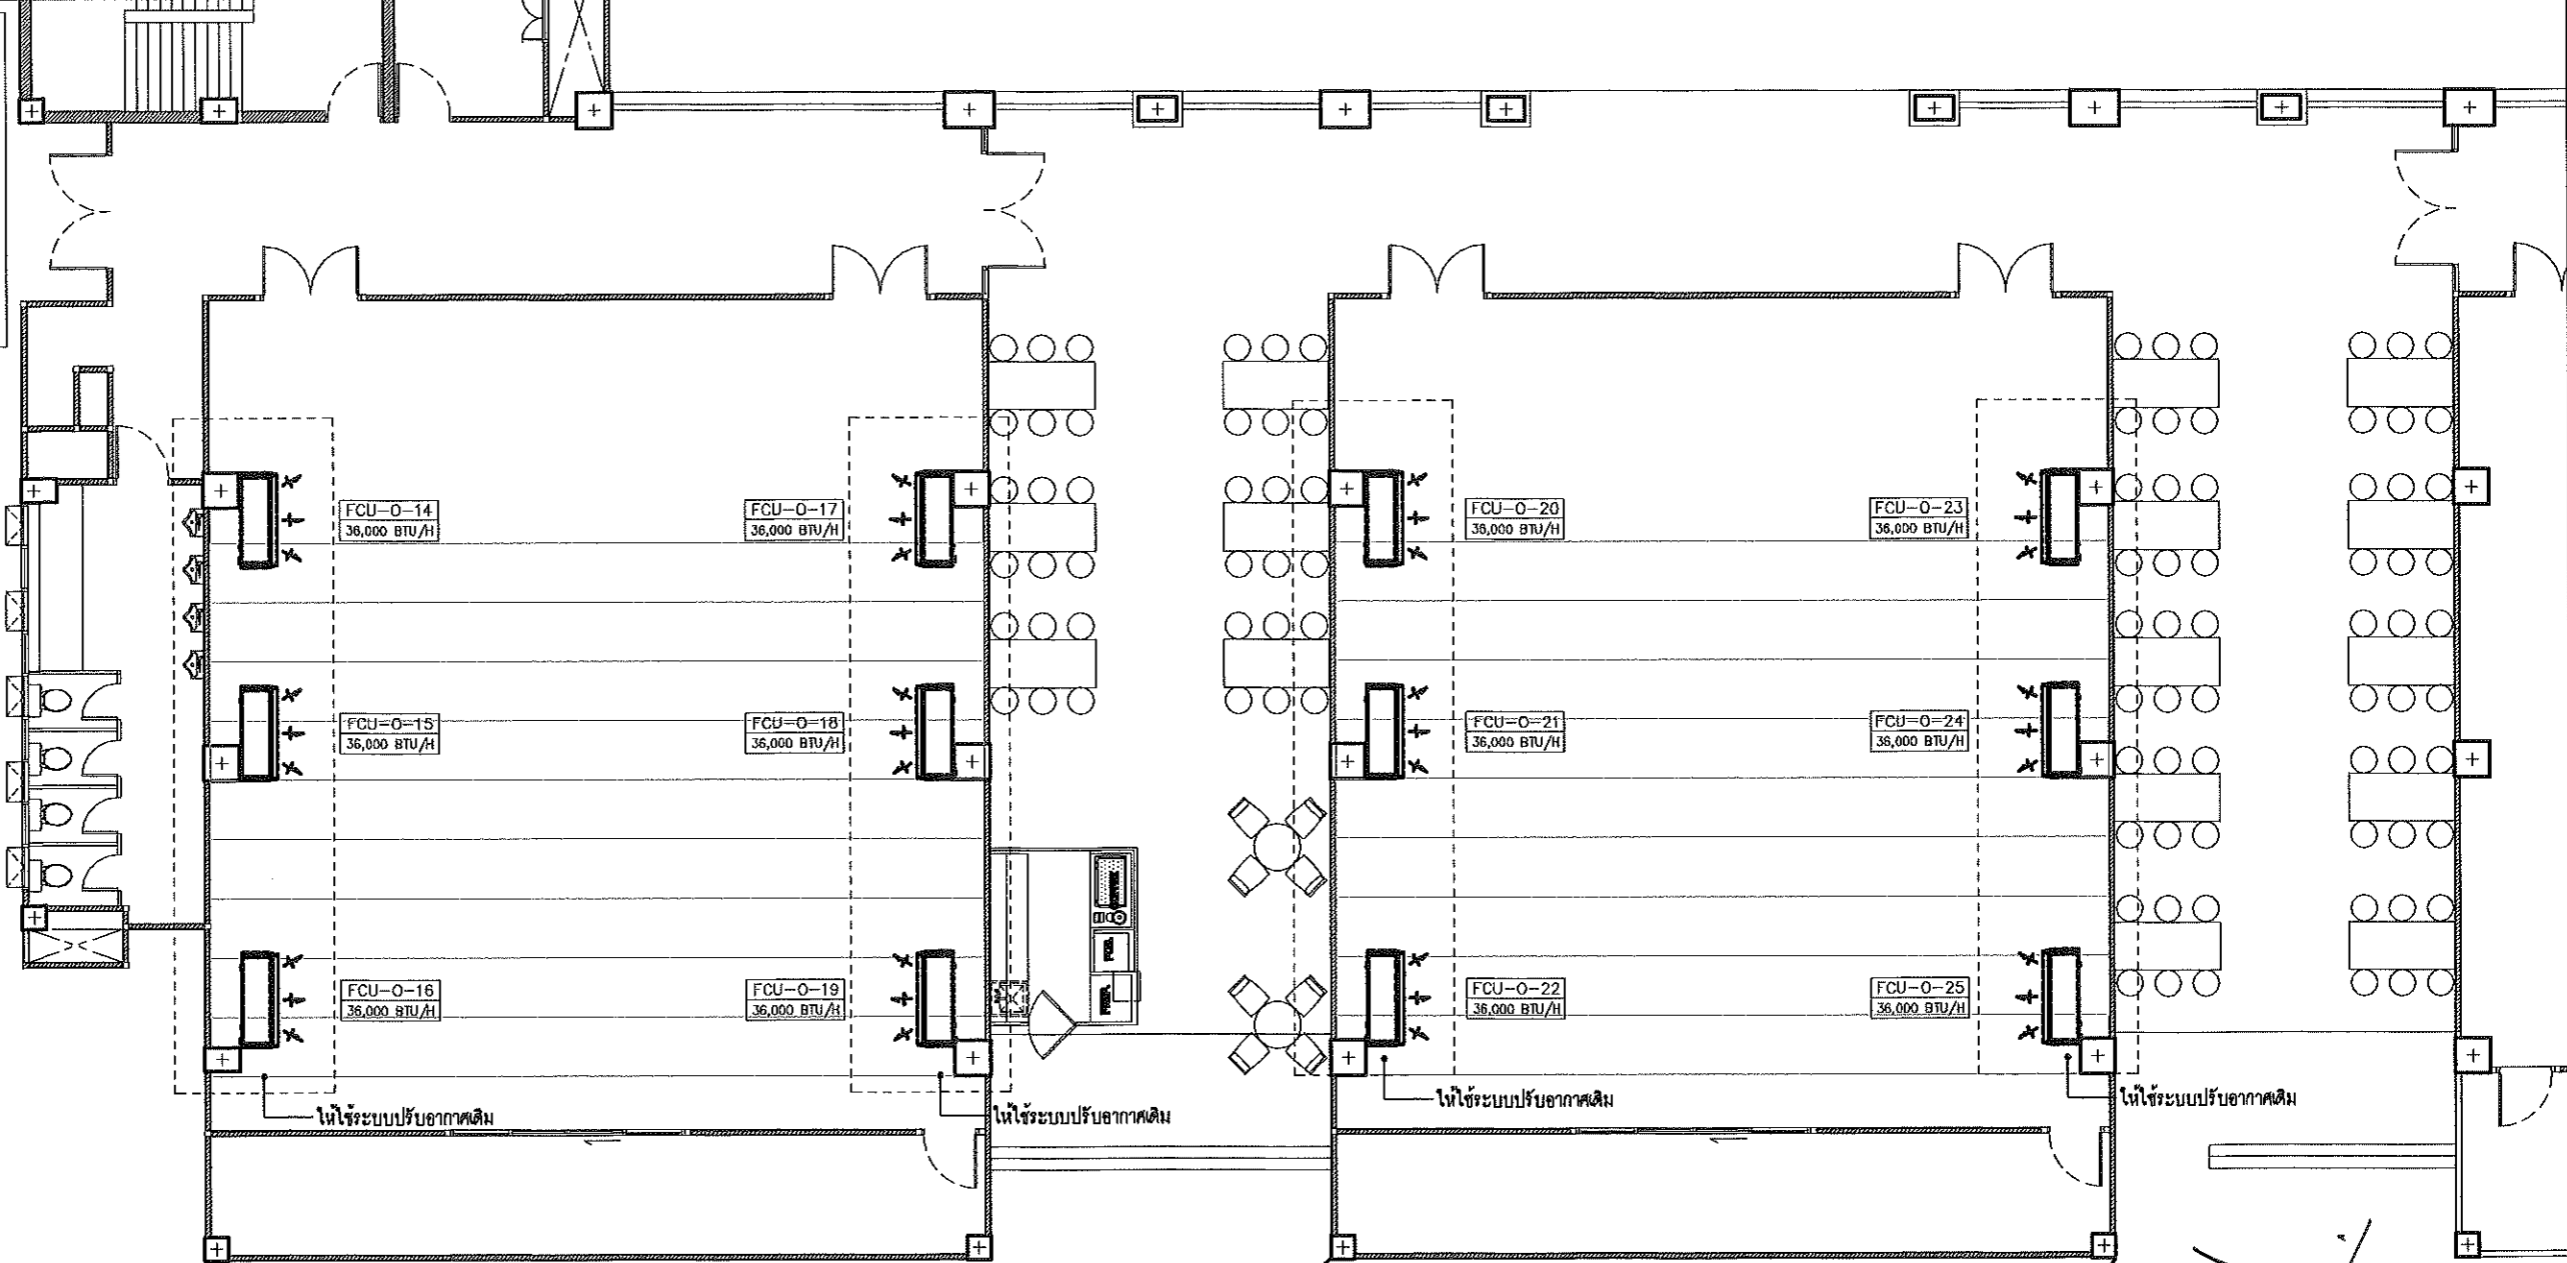 FCU-O-14
36,000 BTU/H
FCU-O-17
36,000 BTU/H
FCU-O-20
36,000 BTU/H
FCU-O-23
36,000 BTU/H
FCU-O-15
36,000 BTU/H
FCU-O-18
36,000 BTU/H
FCU-O-21
36,000 BTU/H
FCU-O-24
36,000 BTU/H
FCU-O-16
36,000 BTU/H
FCU-O-19
36,000 BTU/H
FCU-O-22
36,000 BTU/H
FCU-O-25
36,000 BTU/H
ให้ใช้ระบบปรับอากาศเดิม
ให้ใช้ระบบปรับอากาศเดิม
ให้ใช้ระบบปรับอากาศเดิม
ให้ใช้ระบบปรับอากาศเดิม